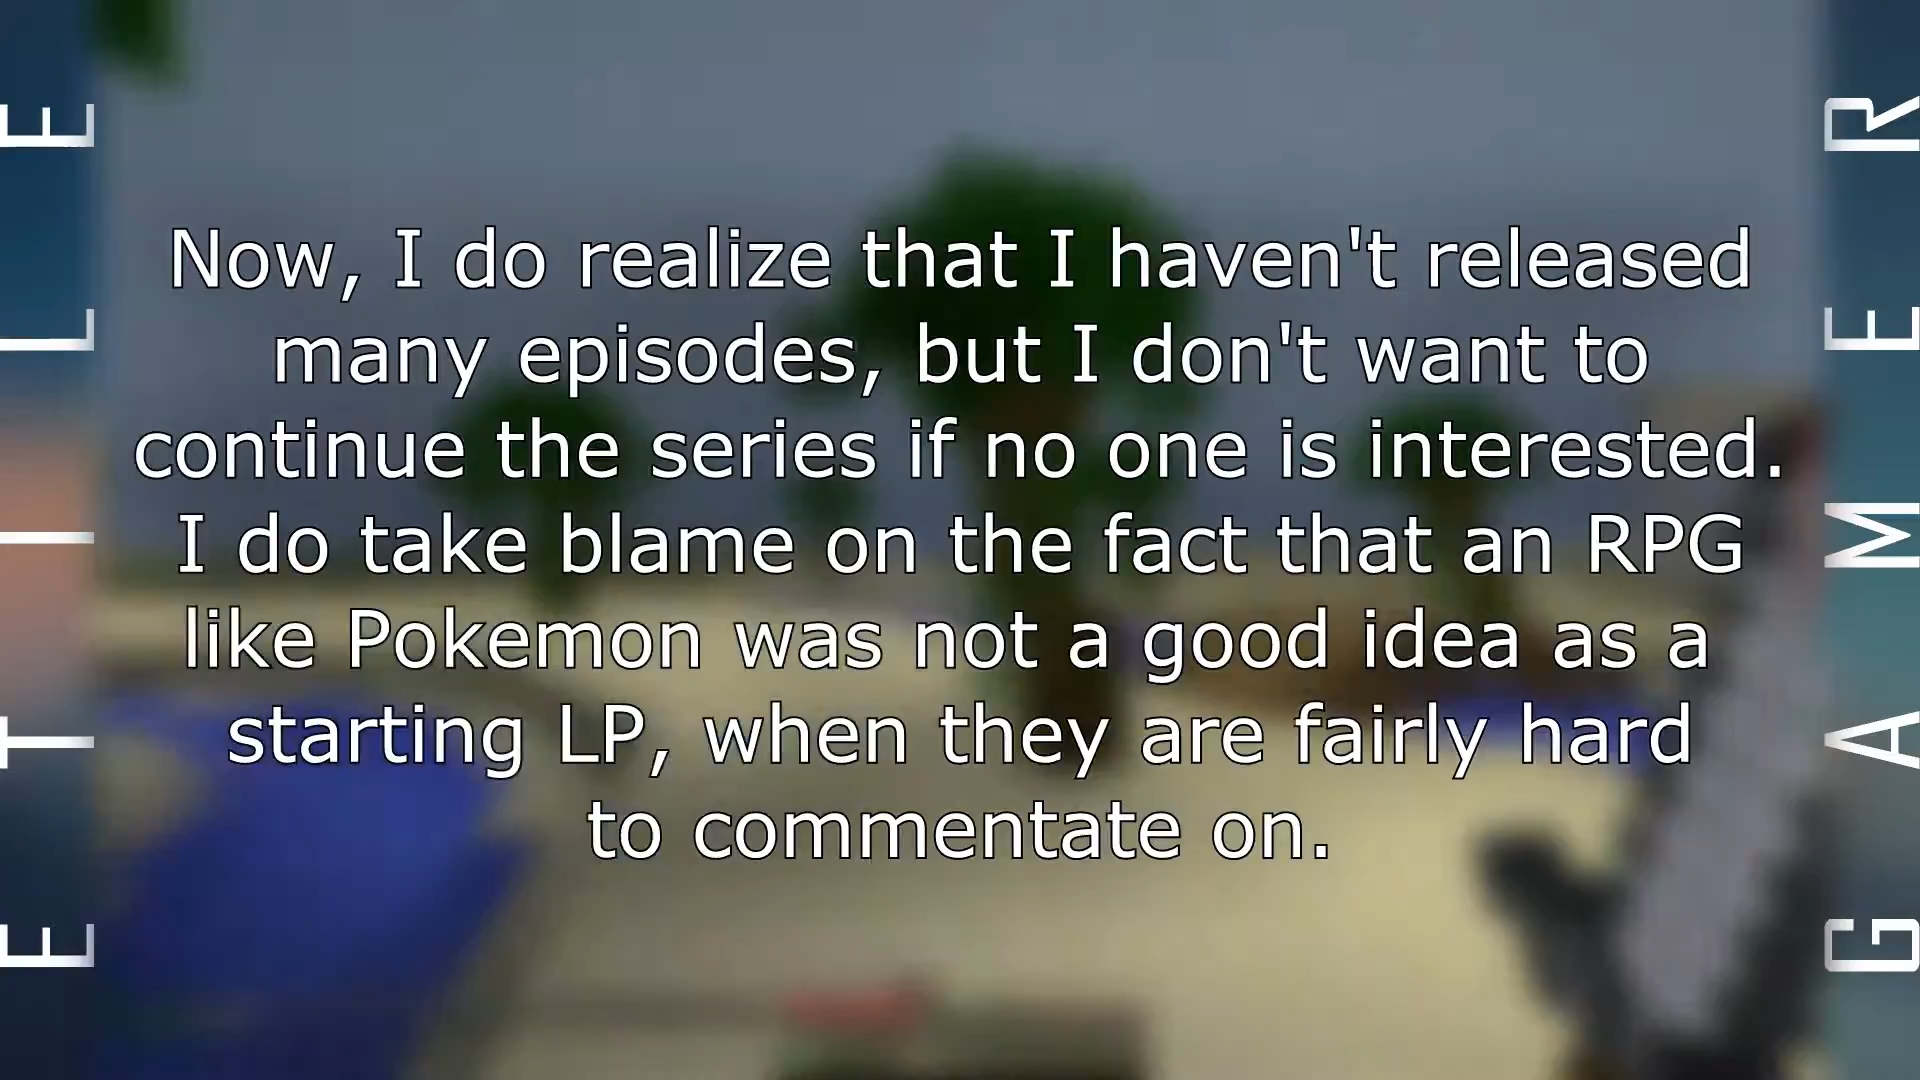 Now, I do realize that I haven't released
many episodes, but I don't want to
continue the series if no one is interested.
I do take blame on the fact that an RPG
like Pokemon was not a good idea as a
starting LP, when they are fairly hard
to commentate on.
ETILE
GAMER